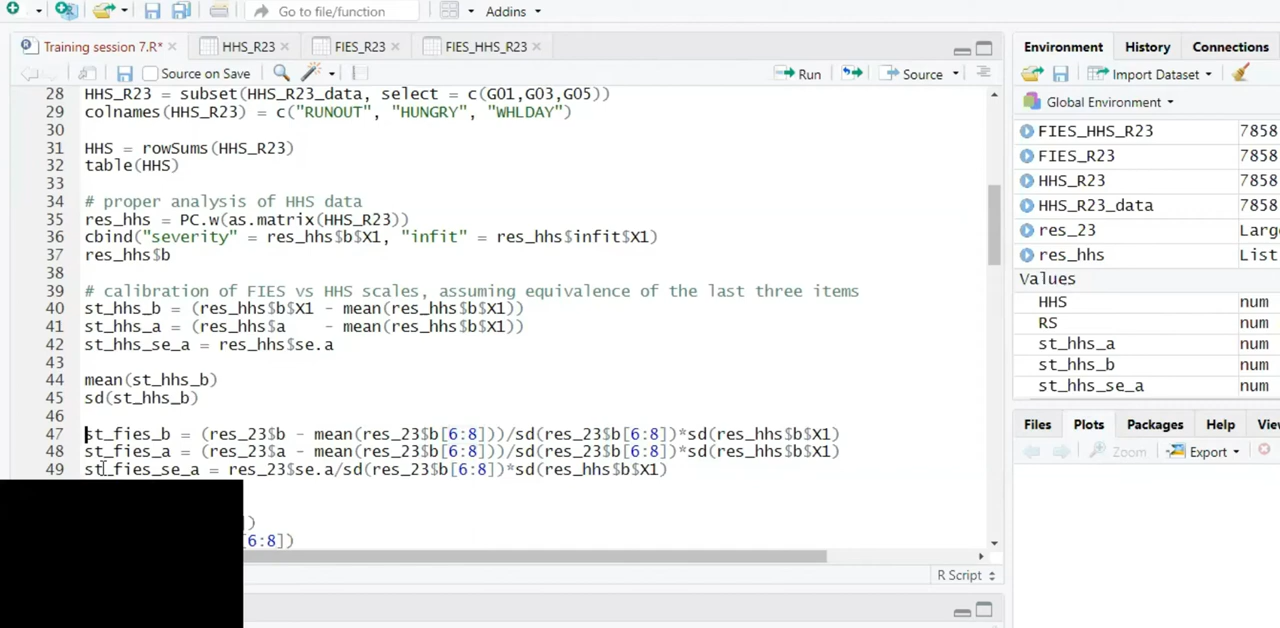 Go to file/function
Addins
Training session 7.R*
HHS_R23
FIES_R23
FIES_HHS_R23
Source on Save
Run
Source
28 HHS_R23 = subset(HHS_R23_data, select = c(GO1,GO3,GO5))
29 colnames(HHS_R23) = c("RUNOUT", "HUNGRY", "WHLDAY")
30
31 HHS = rowSums(HHS_R23)
32 table(HHS)
33
34 # proper analysis of HHS data
35 res_hhs = PC.w(as.matrix(HHS_R23))
36 cbind("severity" = res_hhs$b$X1, "infit" = res_hhs$infit$X1)
37 res_hhs$b
38
39 # calibration of FIES vs HHS scales, assuming equivalence of the last three items
40 st_hhs_b = (res_hhs$b$X1 - mean(res_hhs$b$X1))
41 st_hhs_a = (res_hhs$a    - mean(res_hhs$b$X1))
42 st_hhs_se_a = res_hhs$se.a
43
44 mean(st_hhs_b)
45 sd(st_hhs_b)
46
47 st_fies_b = (res_23$b - mean(res_23$b[6:8]))/sd(res_23$b[6:8])*sd(res_hhs$b$X1)
48 st_fies_a = (res_23$a - mean(res_23$b[6:8]))/sd(res_23$b[6:8])*sd(res_hhs$b$X1)
49 st_fies_se_a = res_23$se.a/sd(res_23$b[6:8])*sd(res_hhs$b$X1)
])
[6:8])
R Script
Environment
History
Connections
Import Dataset
Global Environment
FIES_HHS_R23 7858
FIES_R23 7858
HHS_R23 7858
HHS_R23_data 7858
res_23 Larg
res_hhs List
Values
HHS num
RS num
st_hhs_a num
st_hhs_b num
st_hhs_se_a num
Files
Plots
Packages
Help
View
Zoom
Export